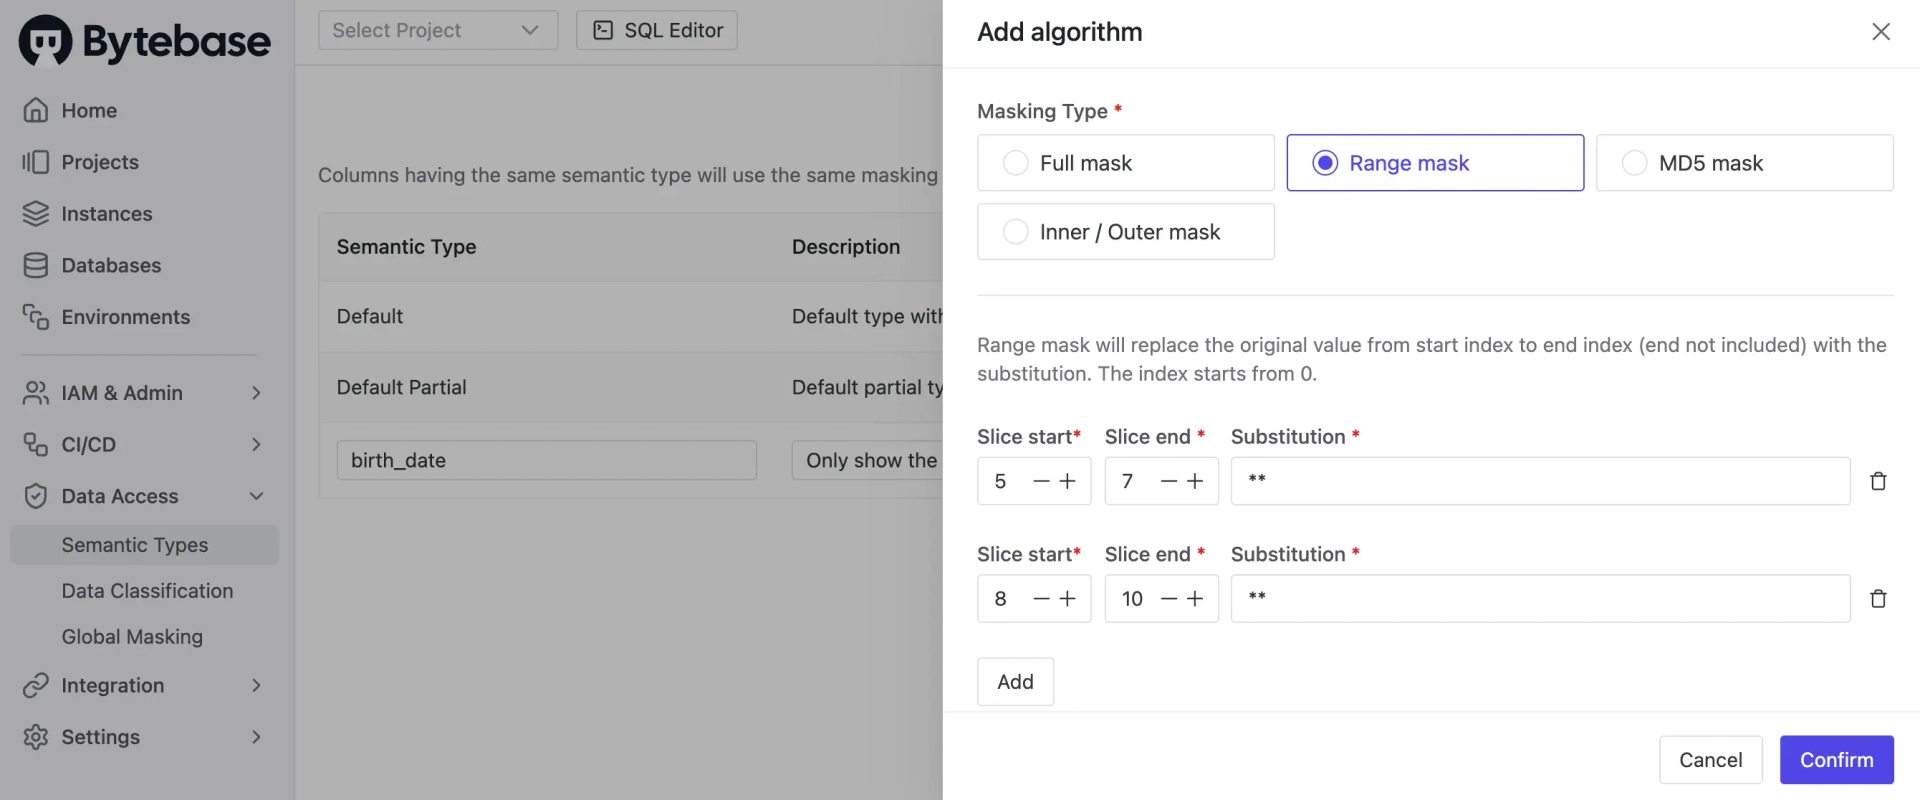 Bytebase
Select Project
SQL Editor
Home
Projects
Instances
Databases
Environments
IAM & Admin
CI/CD
Data Access
Semantic Types
Data Classification
Global Masking
Integration
Settings
Columns having the same semantic type will use the same masking
Semantic Type Description
Default Default type with
Default Partial Default partial ty
birth_date Only show the
Add algorithm
Masking Type *
Full mask Range mask MD5 mask
Inner / Outer mask
Range mask will replace the original value from start index to end index (end not included) with the
substitution. The index starts from 0.
Slice start* Slice end * Substitution *
5 − + 7 − + **
Slice start* Slice end * Substitution *
8 − + 10 − + **
Add
Cancel Confirm